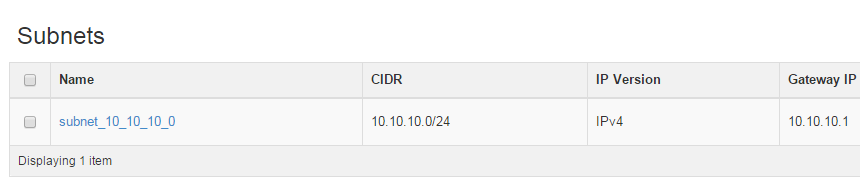 Subnets
Name CIDR IP Version Gateway IP
subnet_10_10_10_0 10.10.10.0/24 IPv4 10.10.10.1
Displaying 1 item